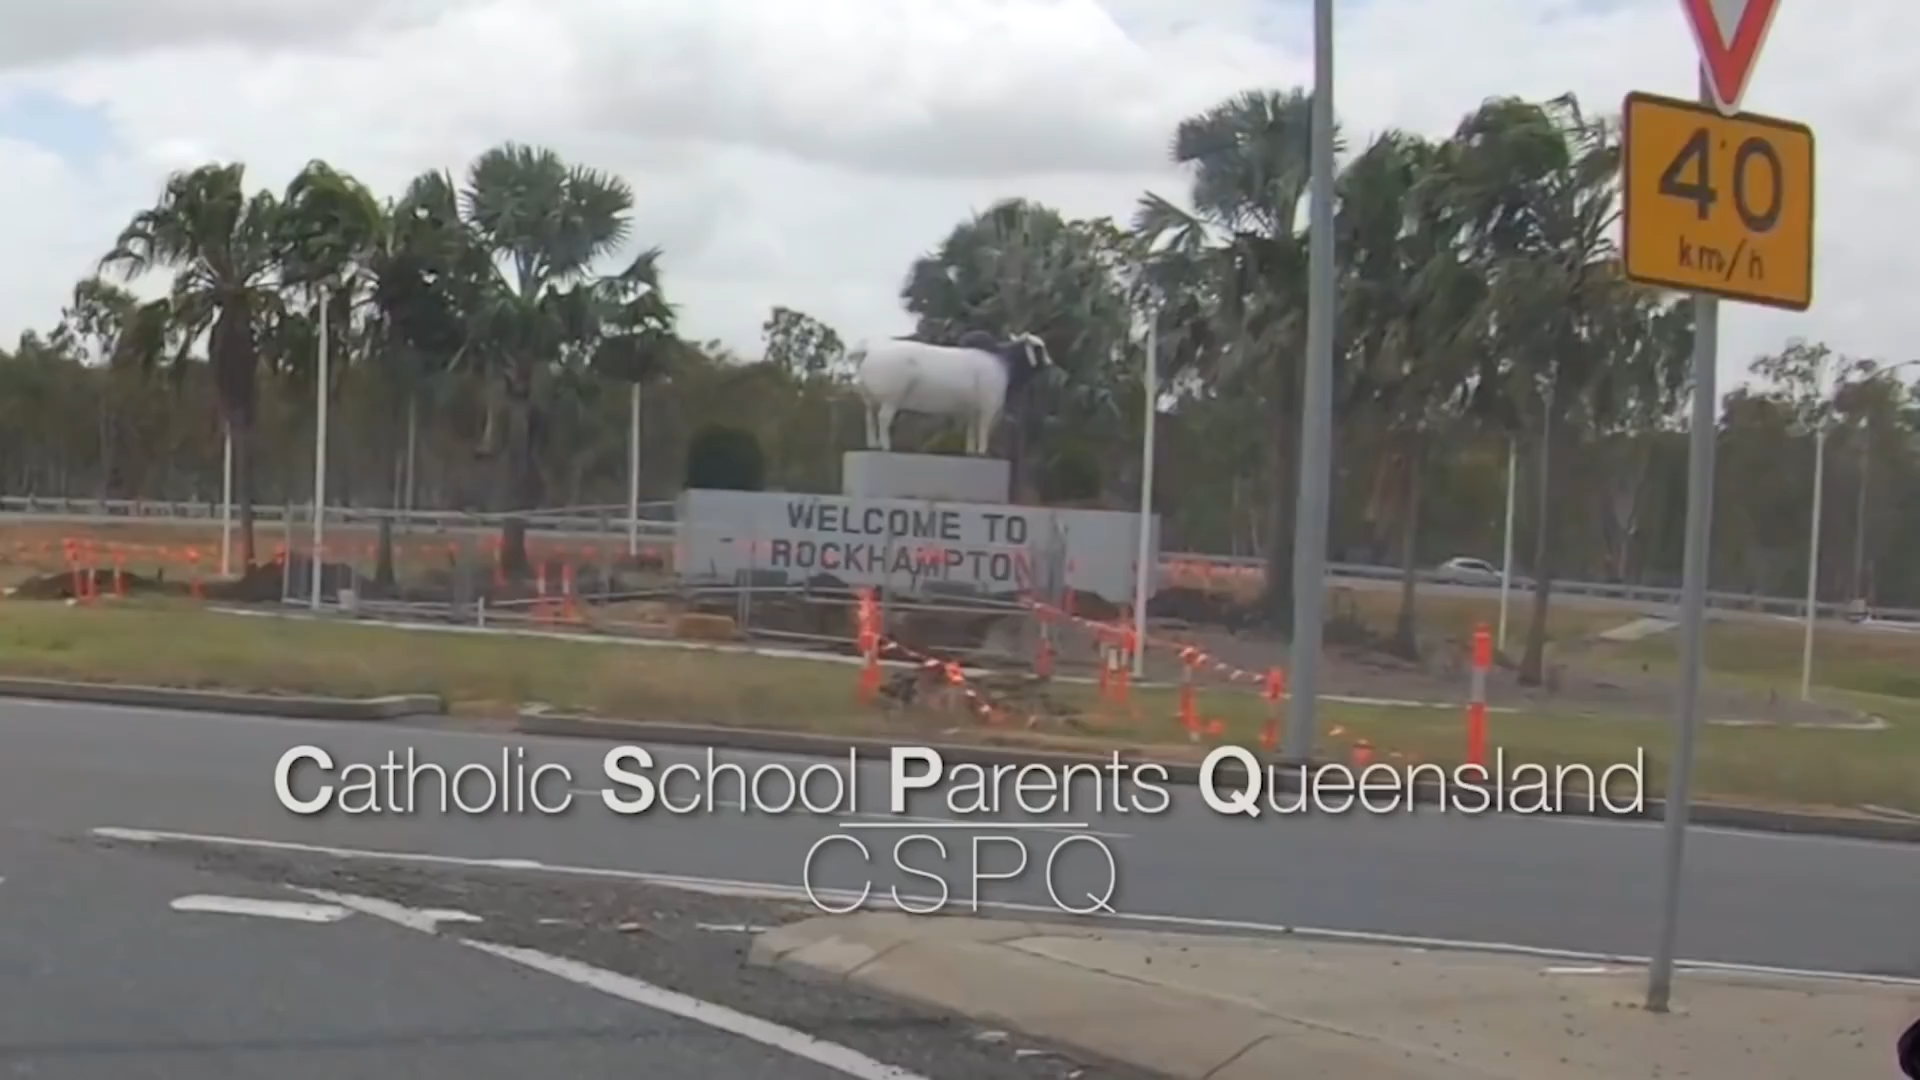 40
km/h
WELCOME TO
ROCKHAMPTON
Catholic School Parents Queensland
CSPQ